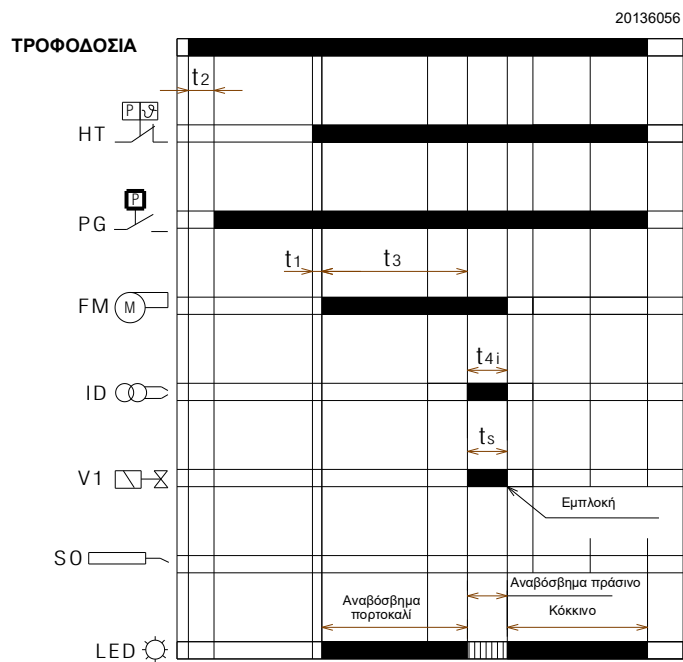 20136056
ΤΡΟΦΟΔΟΣΙΑ
t2
P ϑ
HT
P
PG
t1 t3
FM M
t4i
ID
ts
V1
Εμπλοκή
SO
Αναβόσβημα πράσινο
Αναβόσβημα
πορτοκαλί
Κόκκινο
LED